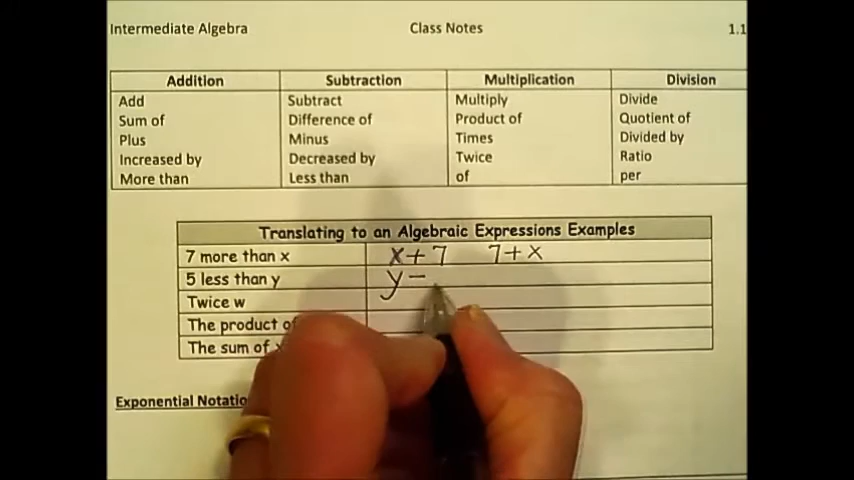 Intermediate Algebra Class Notes 1.1
Addition Subtraction Multiplication Division
Add Subtract Multiply Divide
Sum of Difference of Product of Quotient of
Plus Minus Times Divided by
Increased by Decreased by Twice Ratio
More than Less than of per
Translating to an Algebraic Expressions Examples
7 more than x x+7 7+x
5 less than y y-
Twice w
The product of
The sum of
Exponential